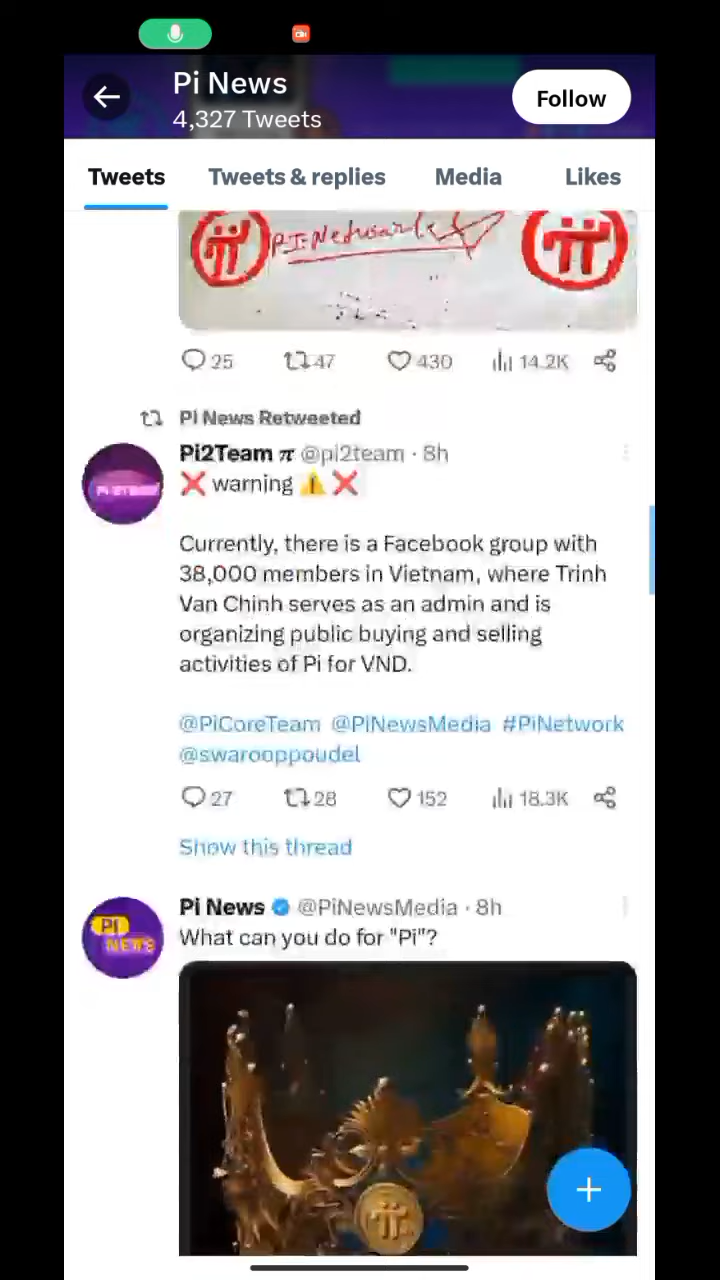 Pi News
4,327 Tweets
Follow
Tweets
Tweets & replies
Media
Likes
PI:Network
25
47
430
14.2K
Pi News Retweeted
Pi2Team π @pi2team · 8h
❌ warning ⚠️ ❌
Currently, there is a Facebook group with
38,000 members in Vietnam, where Trinh
Van Chinh serves as an admin and is
organizing public buying and selling
activities of Pi for VND.
@PiCoreTeam @PiNewsMedia #PiNetwork
@swarooppoudel
27
28
152
18.3K
Show this thread
PI
NEWS
Pi News @PiNewsMedia · 8h
What can you do for "Pi"?